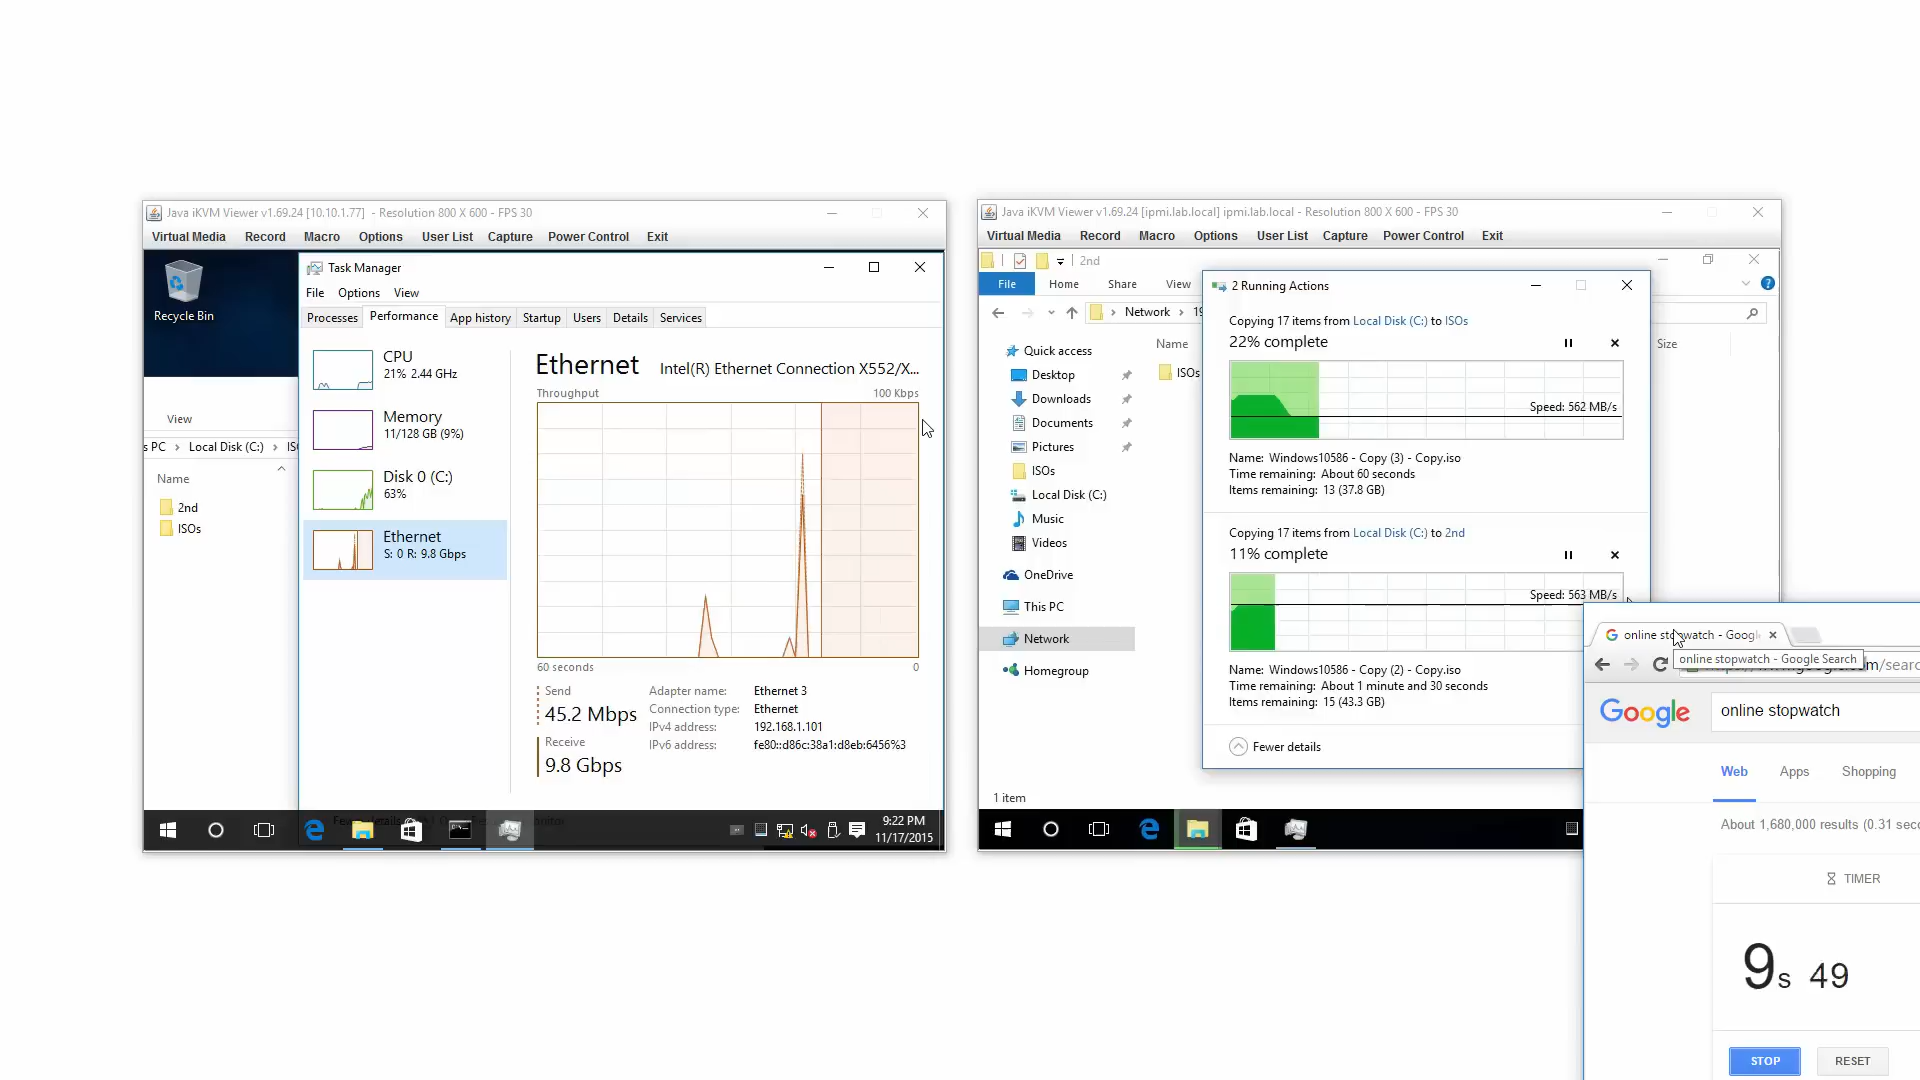 Java iKVM Viewer v1.69.24 [10.10.1.77] - Resolution 800 X 600 - FPS 30
Virtual Media Record Macro Options User List Capture Power Control Exit
Recycle Bin
View
s PC > Local Disk (C:) >
Name
2nd
ISOs
Task Manager
File Options View
Processes Performance App history Startup Users Details Services
CPU
21% 2.44 GHz
Memory
11/128 GB (9%)
Disk 0 (C:)
63%
Ethernet
S: 0 R: 9.8 Gbps
Ethernet Intel(R) Ethernet Connection X552/X...
Throughput 100 Kbps
60 seconds 0
Send
45.2 Mbps
Receive
9.8 Gbps
Adapter name: Ethernet 3
Connection type: Ethernet
IPv4 address: 192.168.1.101
IPv6 address: fe80::d86c:38a1:d8eb:6456%3
9:22 PM
11/17/2015
Java iKVM Viewer v1.69.24 [ipmi.lab.local] ipmi.lab.local - Resolution 800 X 600 - FPS 30
Virtual Media Record Macro Options User List Capture Power Control Exit
2nd
File Home Share View
Network > 19
Name Size
ISOs
Quick access
Desktop
Downloads
Documents
Pictures
ISOs
Local Disk (C:)
Music
Videos
OneDrive
This PC
Network
Homegroup
1 item
2 Running Actions
Copying 17 items from Local Disk (C:) to ISOs
22% complete
Speed: 562 MB/s
Name: Windows10586 - Copy (3) - Copy.iso
Time remaining: About 60 seconds
Items remaining: 13 (37.8 GB)
Copying 17 items from Local Disk (C:) to 2nd
11% complete
Speed: 563 MB/s
Name: Windows10586 - Copy (2) - Copy.iso
Time remaining: About 1 minute and 30 seconds
Items remaining: 15 (43.3 GB)
Fewer details
online stopwatch - Googl
online stopwatch - Google Search
Google
online stopwatch
Web Apps Shopping
About 1,680,000 results (0.31 seco
TIMER
9s 49
STOP RESET